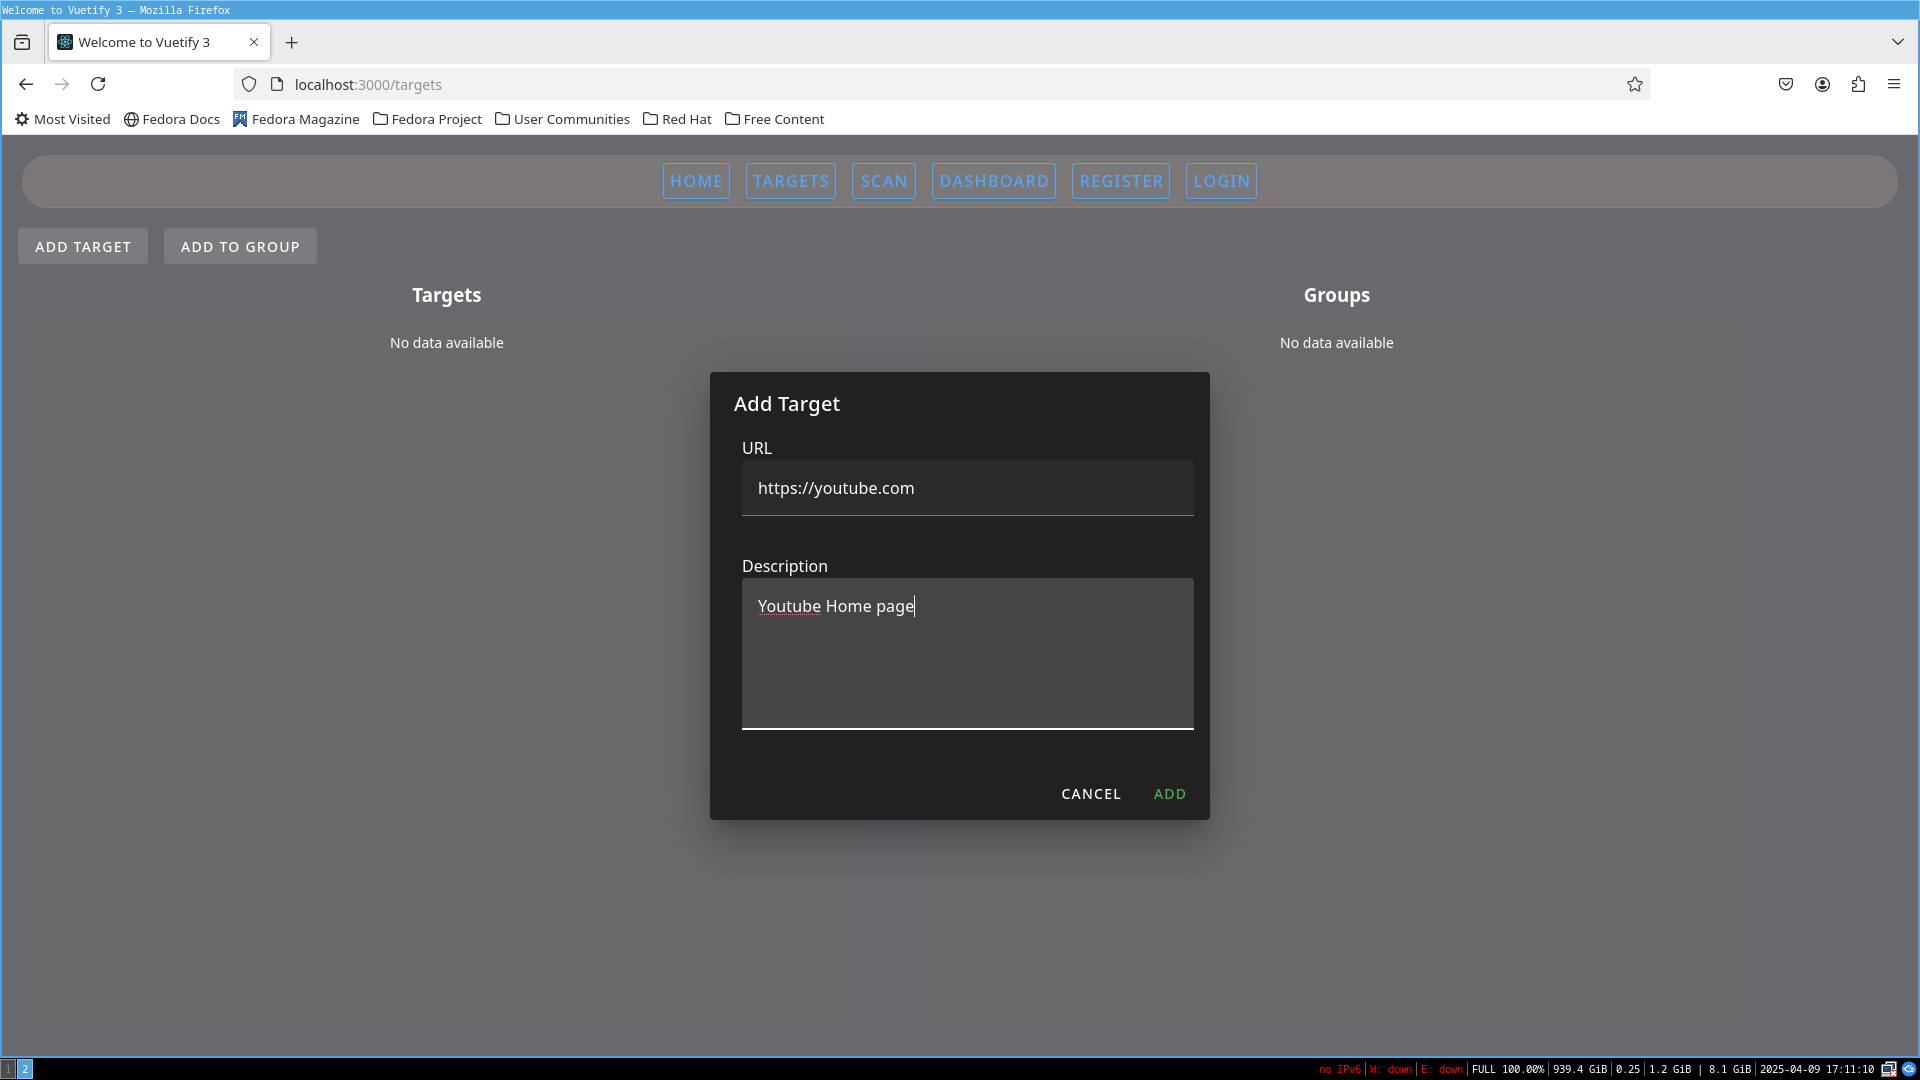 Welcome to Vuetify 3 — Mozilla Firefox
Welcome to Vuetify 3
localhost:3000/targets
Most Visited Fedora Docs Fedora Magazine Fedora Project User Communities Red Hat Free Content
HOME TARGETS SCAN DASHBOARD REGISTER LOGIN
ADD TARGET ADD TO GROUP
Targets Groups
No data available No data available
Add Target
URL
https://youtube.com
Description
Youtube Home page
CANCEL ADD
1 2 no IPv6 W: down E: down FULL 100.00% 939.4 GiB 0.25 1.2 GiB | 8.1 GiB 2025-04-09 17:11:10